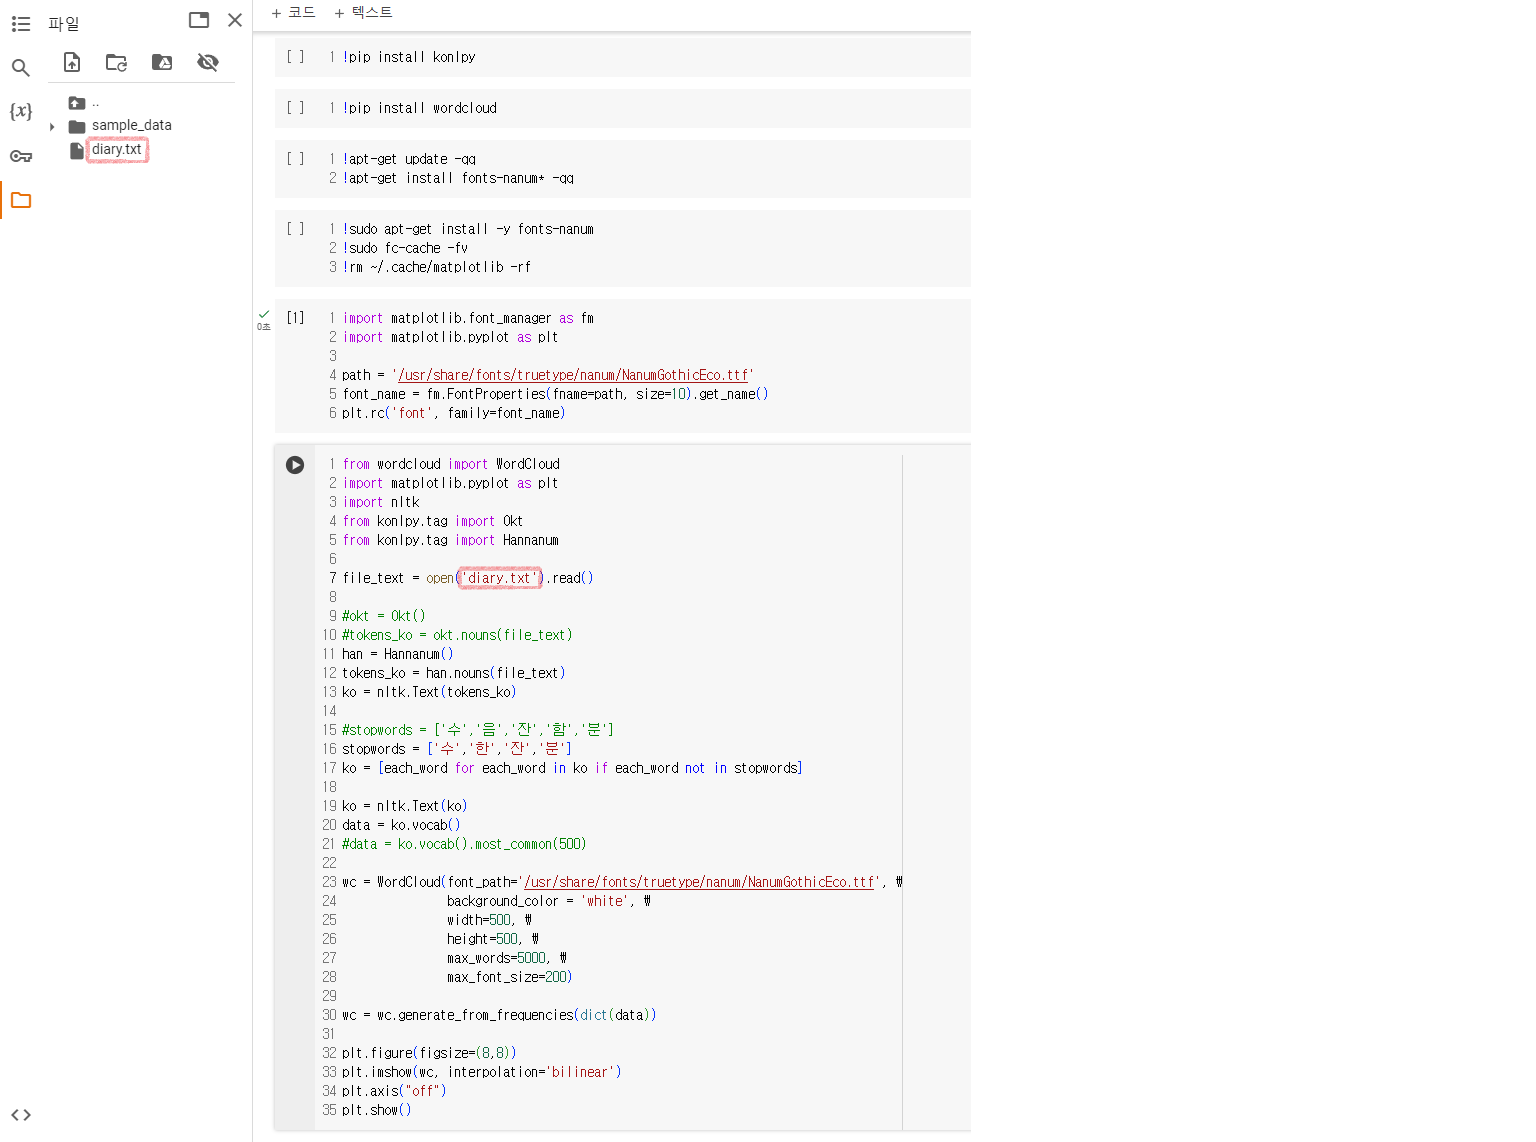 파일
..
sample_data
diary.txt
{x}
+ 코드 + 텍스트
[ ] 1 !pip install konlpy
[ ] 1 !pip install wordcloud
[ ] 1 !apt-get update -qq
2 !apt-get install fonts-nanum* -qq
[ ] 1 !sudo apt-get install -y fonts-nanum
2 !sudo fc-cache -fv
3 !rm ~/.cache/matplotlib -rf
[1] 1 import matplotlib.font_manager as fm
0초
2 import matplotlib.pyplot as plt
3
4 path = '/usr/share/fonts/truetype/nanum/NanumGothicEco.ttf'
5 font_name = fm.FontProperties(fname=path, size=10).get_name()
6 plt.rc('font', family=font_name)
1 from wordcloud import WordCloud
2 import matplotlib.pyplot as plt
3 import nltk
4 from konlpy.tag import Okt
5 from konlpy.tag import Hannanum
6
7 file_text = open('diary.txt').read()
8
9 #okt = Okt()
10 #tokens_ko = okt.nouns(file_text)
11 han = Hannanum()
12 tokens_ko = han.nouns(file_text)
13 ko = nltk.Text(tokens_ko)
14
15 #stopwords = ['수','음','잔','함','분']
16 stopwords = ['수','한','잔','분']
17 ko = [each_word for each_word in ko if each_word not in stopwords]
18
19 ko = nltk.Text(ko)
20 data = ko.vocab()
21 #data = ko.vocab().most_common(500)
22
23 wc = WordCloud(font_path='/usr/share/fonts/truetype/nanum/NanumGothicEco.ttf', ₩
24 background_color = 'white', ₩
25 width=500, ₩
26 height=500, ₩
27 max_words=5000, ₩
28 max_font_size=200)
29
30 wc = wc.generate_from_frequencies(dict(data))
31
32 plt.figure(figsize=(8,8))
33 plt.imshow(wc, interpolation='bilinear')
34 plt.axis("off")
35 plt.show()